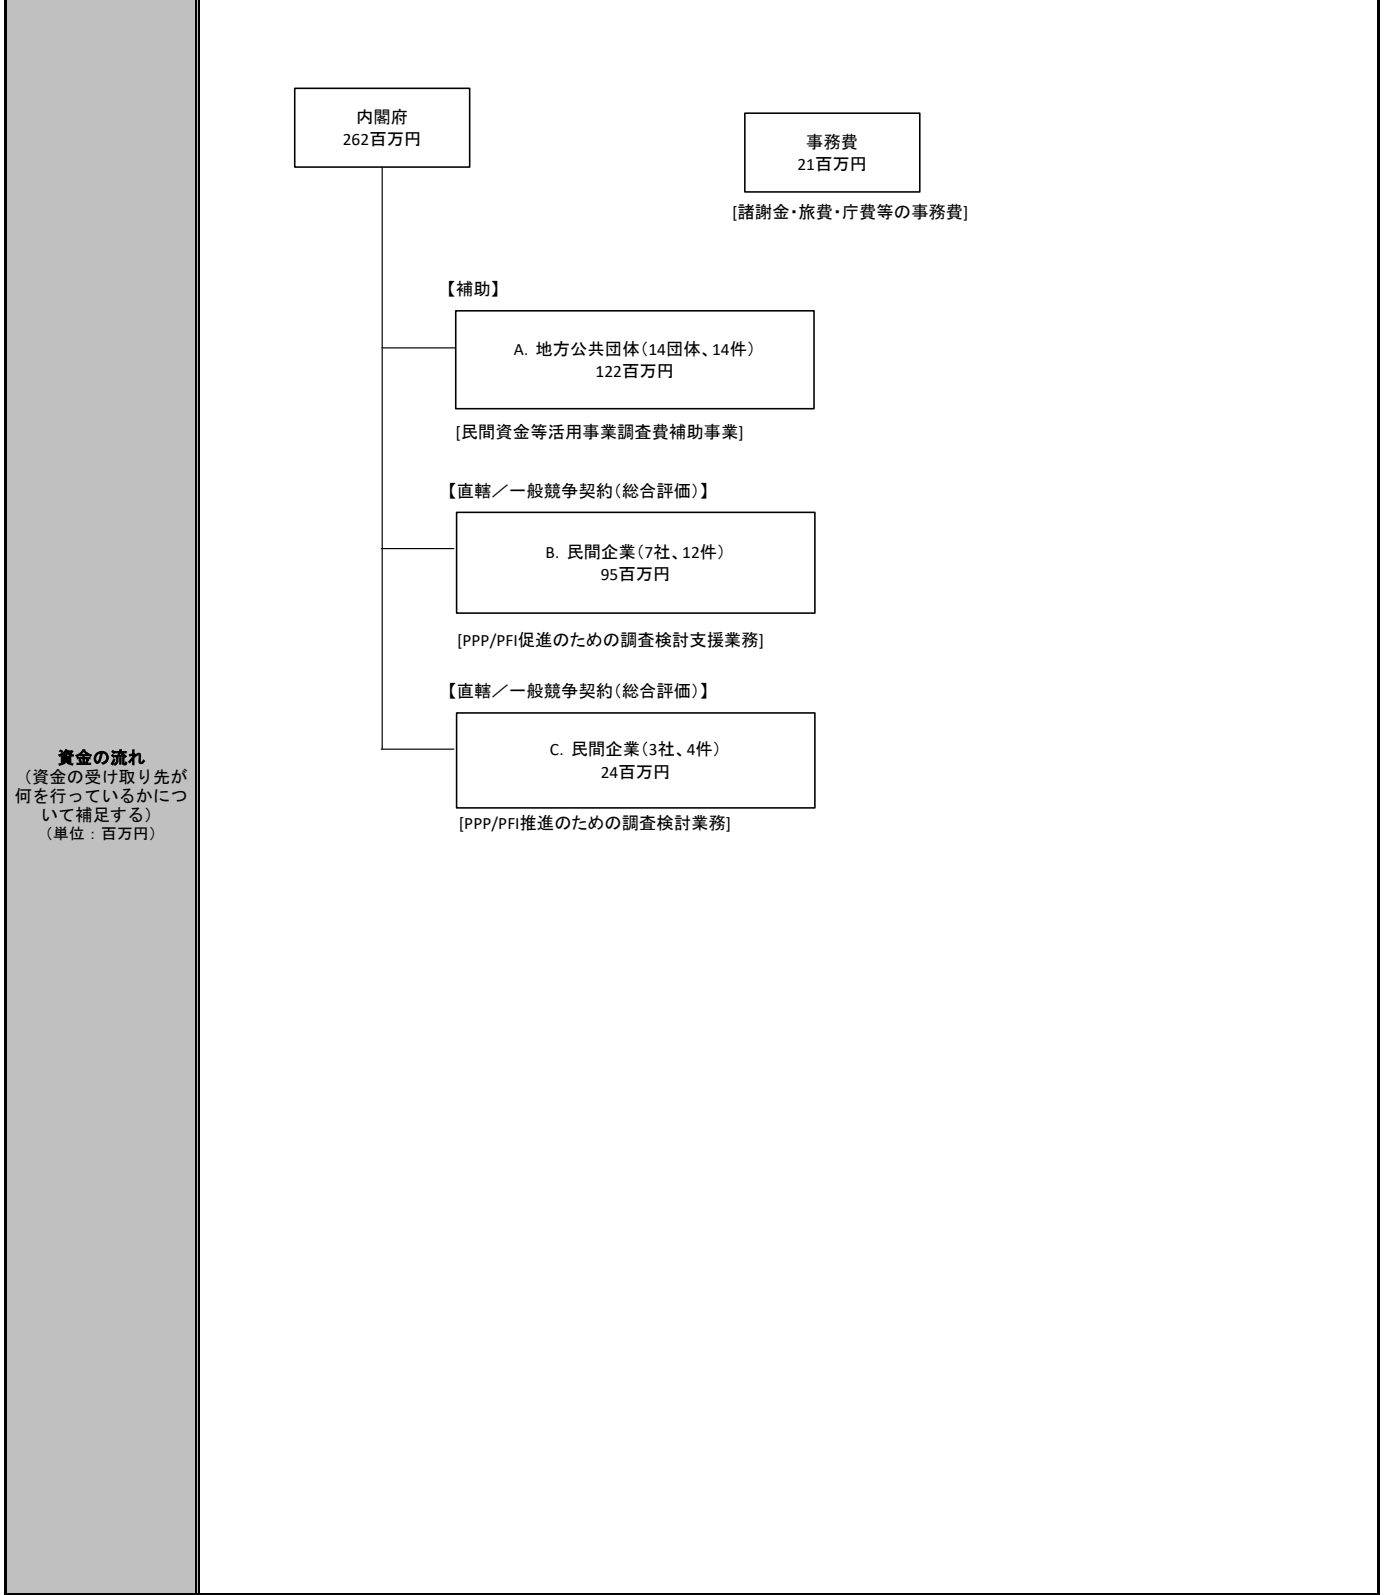 資金の流れ
（資金の受け取り先が
何を行っているかにつ
いて補足する）
（単位：百万円）
内閣府
262百万円
事務費
21百万円
[諸謝金・旅費・庁費等の事務費]
【補助】
A. 地方公共団体（14団体、14件）
122百万円
[民間資金等活用事業調査費補助事業]
【直轄／一般競争契約（総合評価）】
B. 民間企業（7社、12件）
95百万円
[PPP/PFI促進のための調査検討支援業務]
【直轄／一般競争契約（総合評価）】
C. 民間企業（3社、4件）
24百万円
[PPP/PFI推進のための調査検討業務]